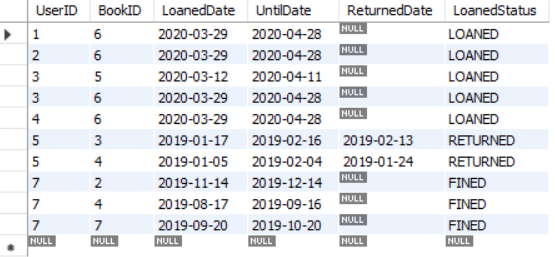 UserID BookID LoanedDate UntilDate ReturnedDate LoanedStatus
1 6 2020-03-29 2020-04-28 NULL LOANED
2 6 2020-03-29 2020-04-28 NULL LOANED
3 5 2020-03-12 2020-04-11 NULL LOANED
3 6 2020-03-29 2020-04-28 NULL LOANED
4 6 2020-03-29 2020-04-28 NULL LOANED
5 3 2019-01-17 2019-02-16 2019-02-13 RETURNED
5 4 2019-01-05 2019-02-04 2019-01-24 RETURNED
7 2 2019-11-14 2019-12-14 NULL FINED
7 4 2019-08-17 2019-09-16 NULL FINED
7 7 2019-09-20 2019-10-20 NULL FINED
NULL NULL NULL NULL NULL NULL